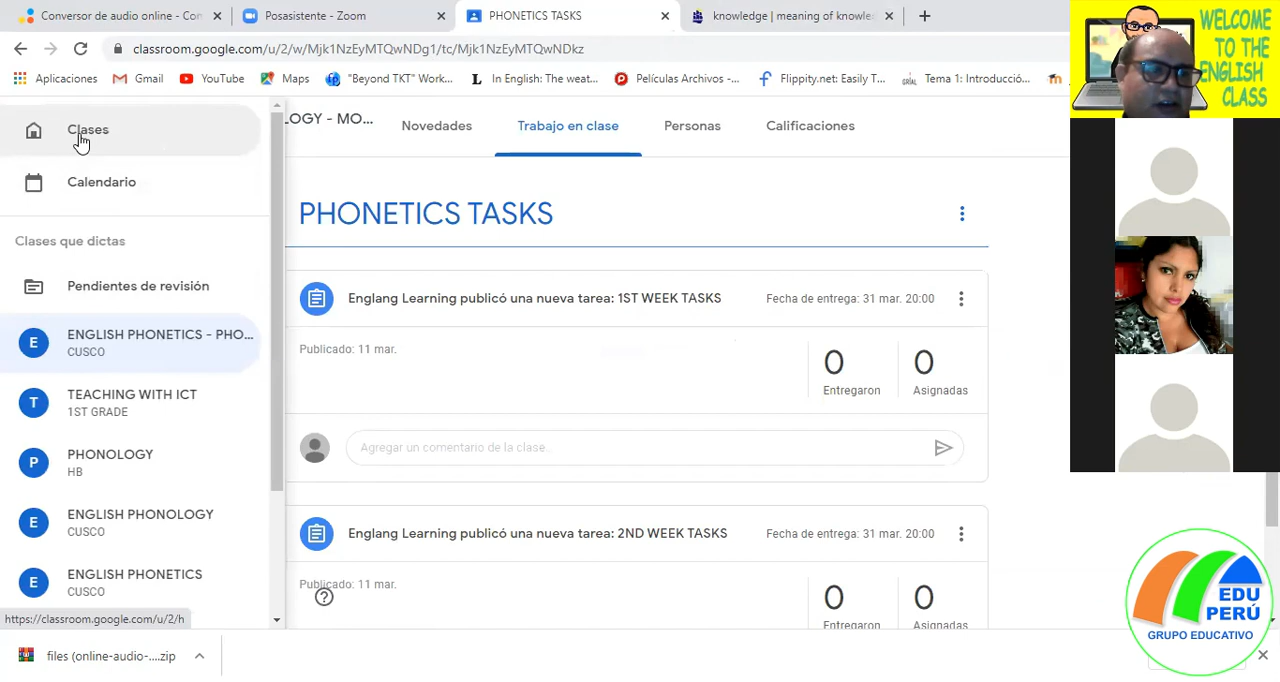 Conversor de audio online - Con
Posasistente - Zoom
PHONETICS TASKS
knowledge | meaning of knowle
classroom.google.com/u/2/w/Mjk1NzEyMTQwNDg1/tc/Mjk1NzEyMTQwNDkz
Aplicaciones
Gmail
YouTube
Maps
"Beyond TKT" Work...
In English: The weat...
Películas Archivos -...
Flippity.net: Easily T...
Tema 1: Introducció...
WELCOME
TO THE
ENGLISH
CLASS
Clases
Calendario
Clases que dictas
Pendientes de revisión
E
ENGLISH PHONETICS - PHO...
CUSCO
T
TEACHING WITH ICT
1ST GRADE
P
PHONOLOGY
HB
E
ENGLISH PHONOLOGY
CUSCO
E
ENGLISH PHONETICS
CUSCO
https://classroom.google.com/u/2/h
LOGY - MO...
Novedades
Trabajo en clase
Personas
Calificaciones
PHONETICS TASKS
Englang Learning publicó una nueva tarea: 1ST WEEK TASKS
Fecha de entrega: 31 mar. 20:00
Publicado: 11 mar.
0
Entregaron
0
Asignadas
Agregar un comentario de la clase.
Englang Learning publicó una nueva tarea: 2ND WEEK TASKS
Fecha de entrega: 31 mar. 20:00
Publicado: 11 mar.
0
Entregaron
0
Asignadas
files (online-audio-....zip
EDU
PERÚ
GRUPO EDUCATIVO